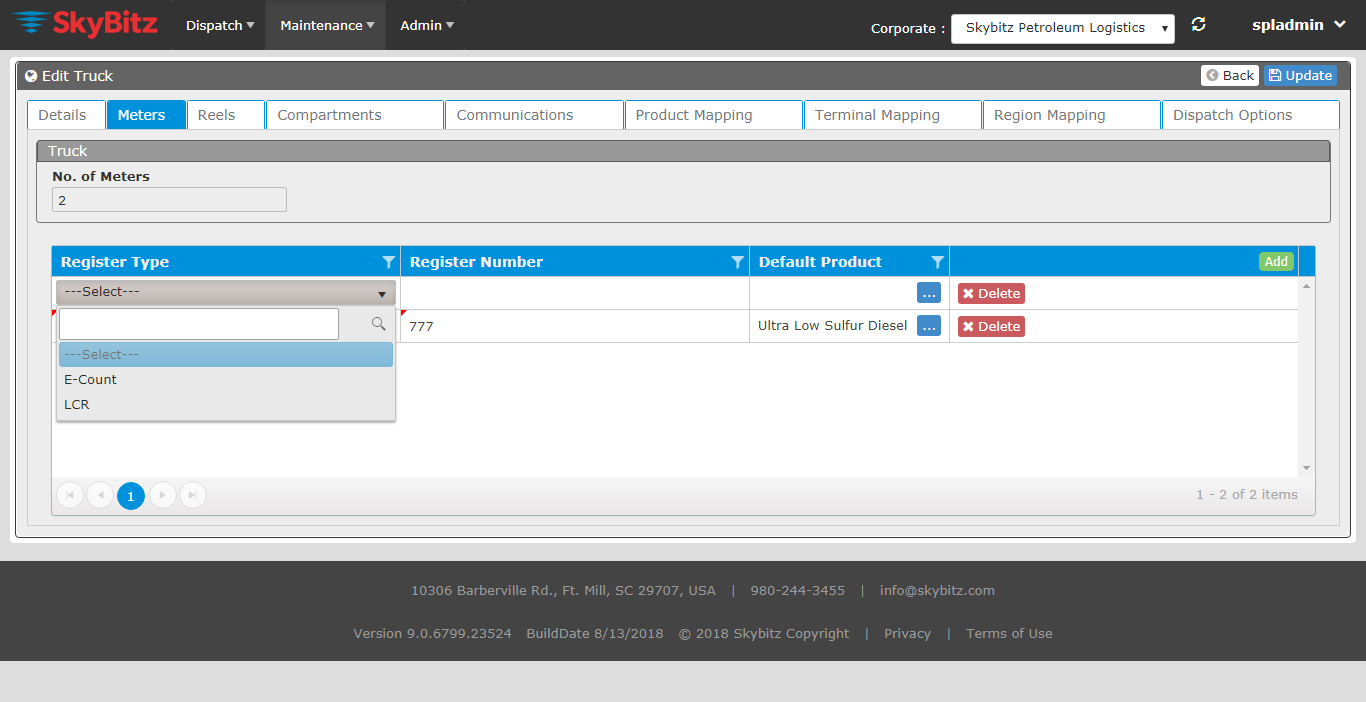 SkyBitz Dispatch Maintenance Admin Corporate : Skybitz Petroleum Logistics spladmin
Edit Truck Back Update
Details Meters Reels Compartments Communications Product Mapping Terminal Mapping Region Mapping Dispatch Options
Truck
No. of Meters
2
Register Type Register Number Default Product Add
---Select--- ... Delete
777 Ultra Low Sulfur Diesel ... Delete
---Select---
E-Count
LCR
1 1 - 2 of 2 items
10306 Barberville Rd., Ft. Mill, SC 29707, USA | 980-244-3455 | info@skybitz.com
Version 9.0.6799.23524 BuildDate 8/13/2018 © 2018 Skybitz Copyright | Privacy | Terms of Use